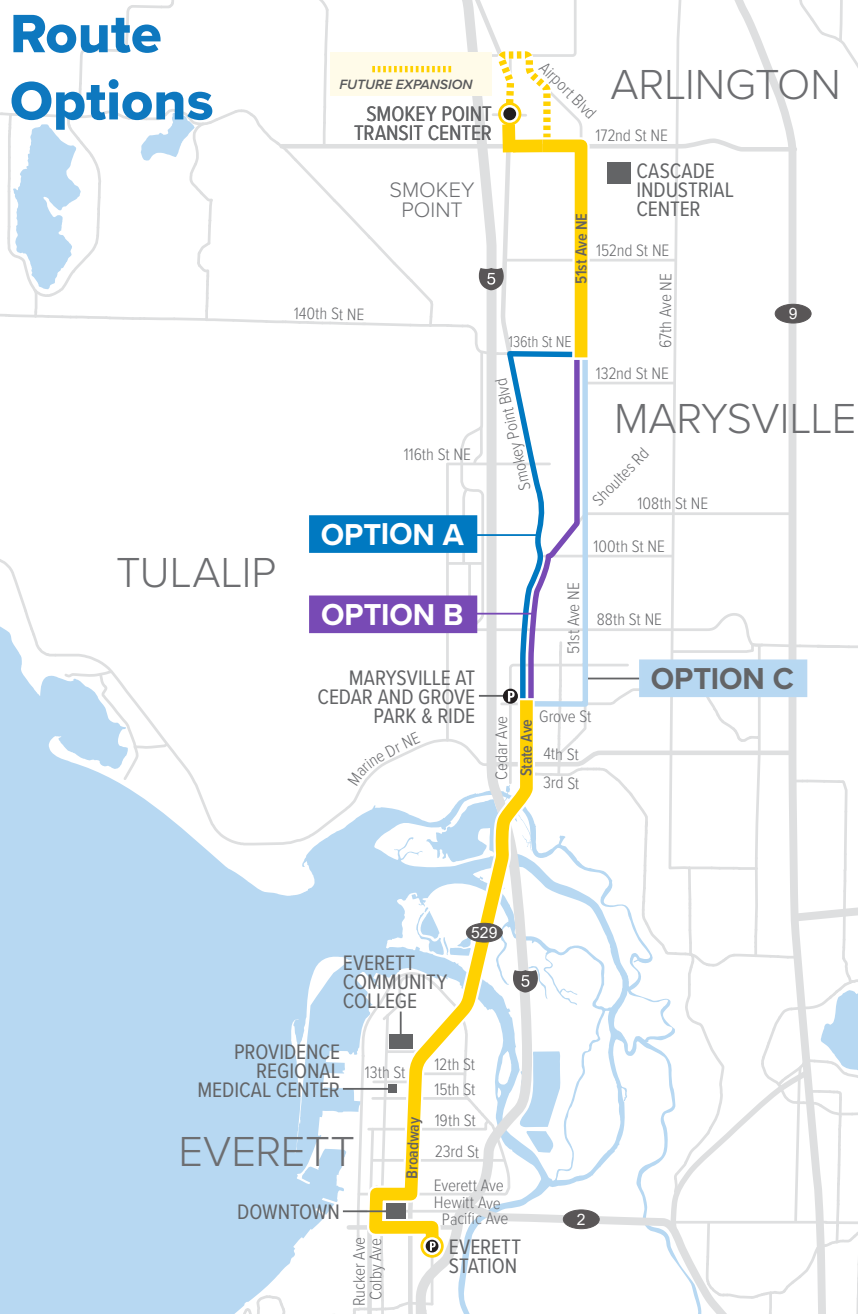 Route
Options
FUTURE EXPANSION
Airport Blvd
ARLINGTON
SMOKEY POINT
TRANSIT CENTER
172nd St NE
CASCADE
INDUSTRIAL
CENTER
SMOKEY
POINT
51st Ave NE
152nd St NE
5
67th Ave NE
9
140th St NE
136th St NE
132nd St NE
Smokey Point Blvd
MARYSVILLE
116th St NE
Shoultes Rd
108th St NE
OPTION A
100th St NE
TULALIP
OPTION B
51st Ave NE
88th St NE
OPTION C
MARYSVILLE AT
CEDAR AND GROVE
PARK & RIDE
P
Grove St
Cedar Ave
State Ave
Marine Dr NE
4th St
3rd St
529
EVERETT
COMMUNITY
COLLEGE
5
PROVIDENCE
REGIONAL
MEDICAL CENTER
13th St
12th St
15th St
19th St
Broadway
EVERETT
23rd St
Everett Ave
Hewitt Ave
Pacific Ave
DOWNTOWN
2
Rucker Ave
Colby Ave
P
EVERETT
STATION